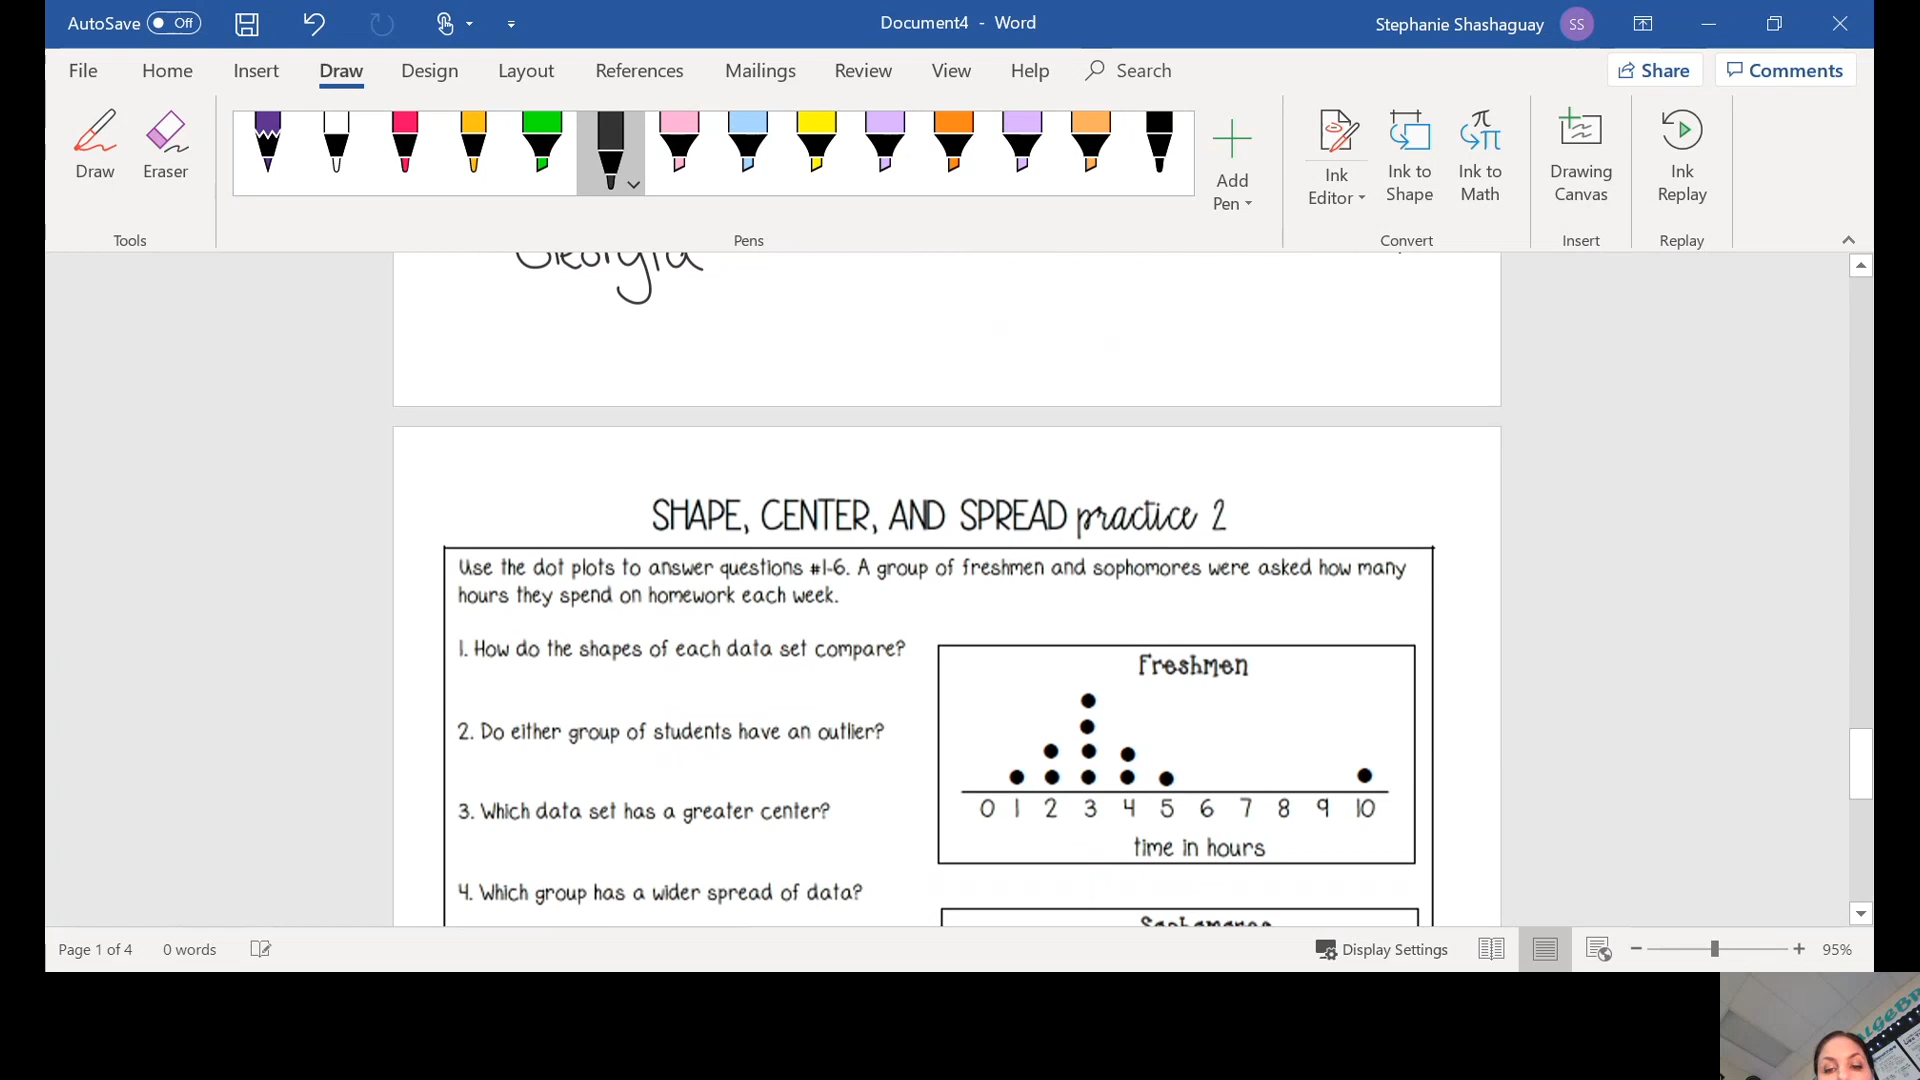 AutoSave Off
Document4 - Word
Stephanie Shashaguay SS
File Home Insert Draw Design Layout References Mailings Review View Help Search
Share Comments
Draw Eraser
Add Pen
Ink Editor
Ink to Shape
Ink to Math
Drawing Canvas
Ink Replay
Tools Pens Convert Insert Replay
Georgia
SHAPE, CENTER, AND SPREAD practice 2
Use the dot plots to answer questions #1-6. A group of freshmen and sophomores were asked how many
hours they spend on homework each week.
1. How do the shapes of each data set compare?
2. Do either group of students have an outlier?
3. Which data set has a greater center?
4. Which group has a wider spread of data?
Freshmen
0 1 2 3 4 5 6 7 8 9 10
time in hours
Sophomores
Page 1 of 4 0 words
Display Settings
95%